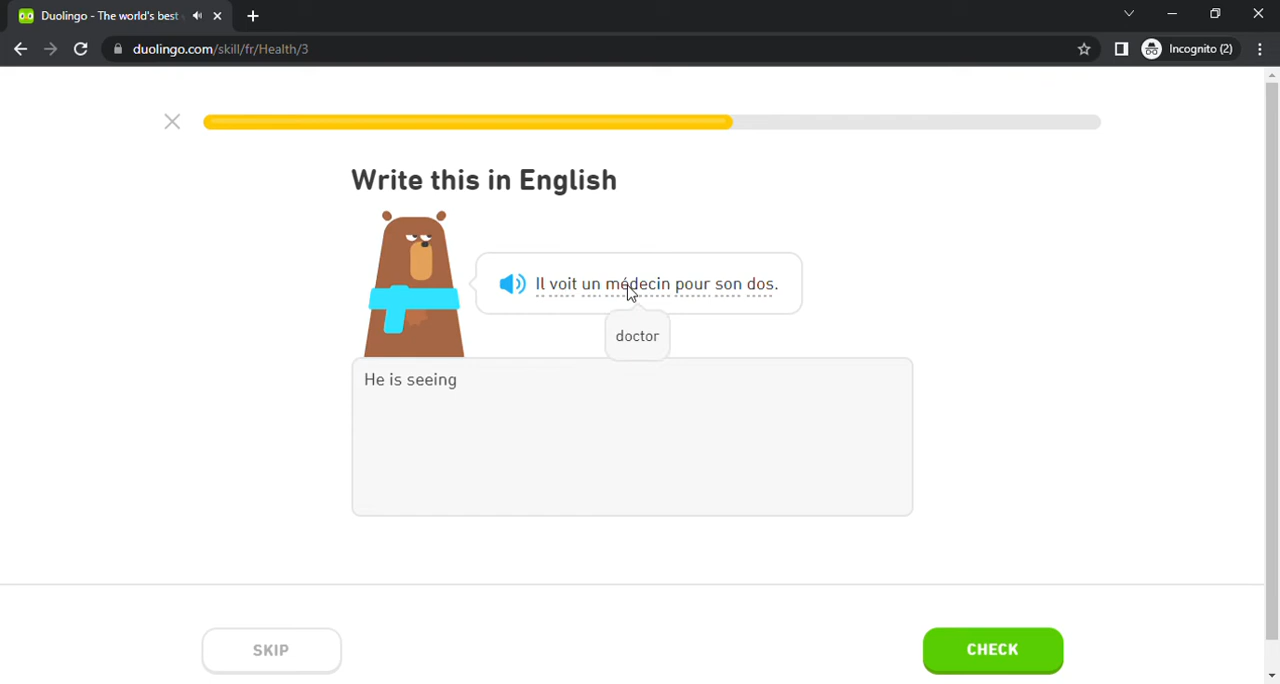 Duolingo - The world's best
duolingo.com/skill/fr/Health/3
Incognito (2)
Write this in English
Il voit un médecin pour son dos.
doctor
He is seeing
SKIP
CHECK